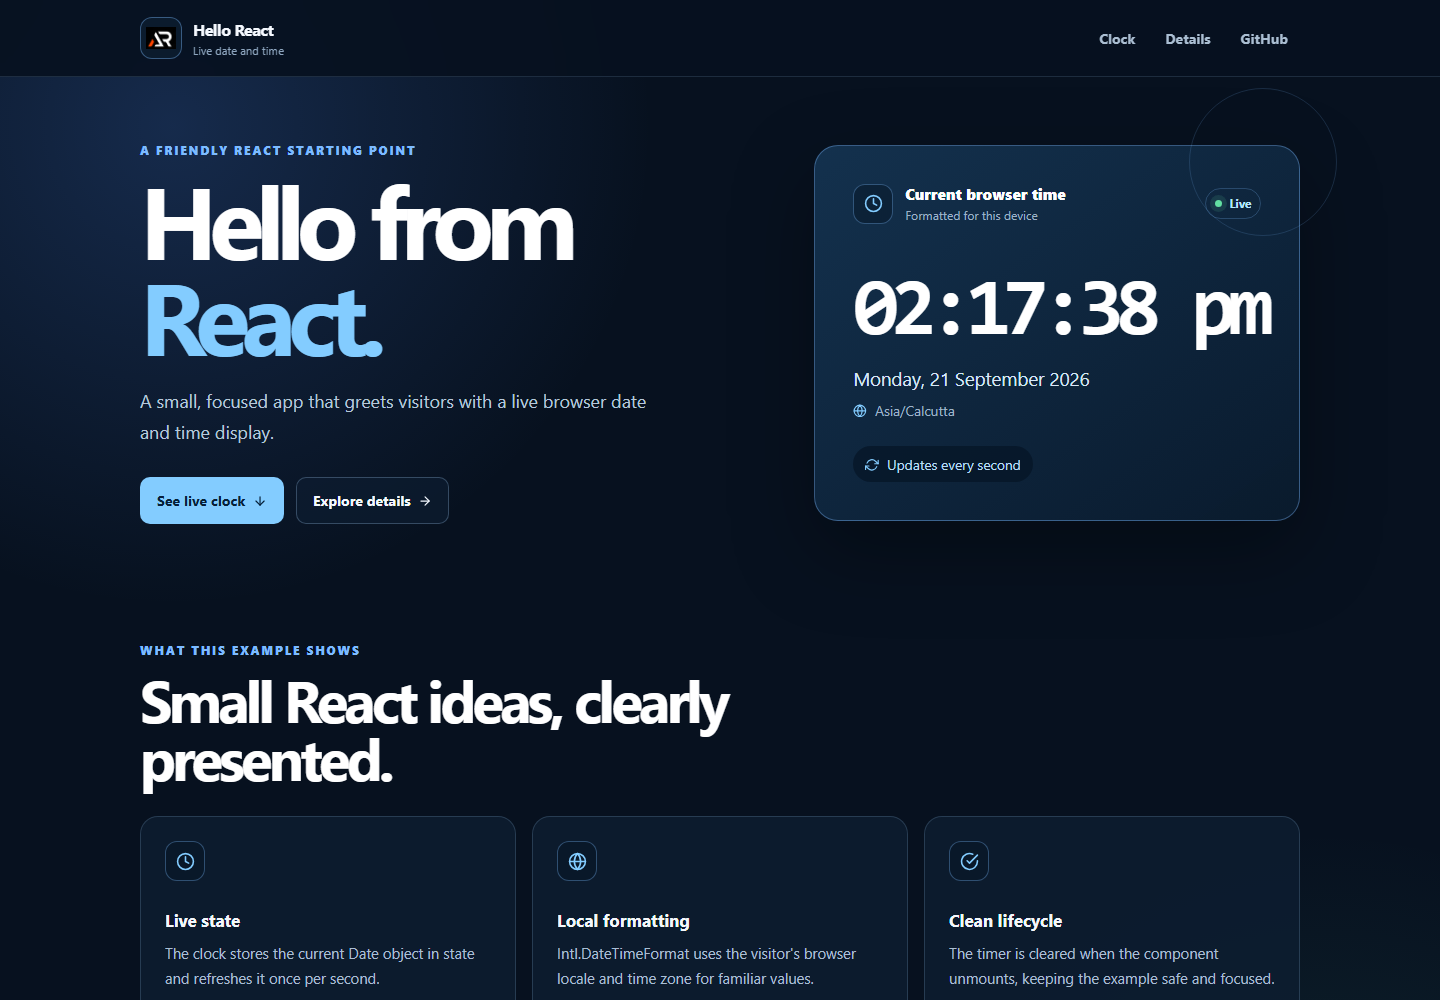 Hello React
Live date and time
Clock
Details
GitHub
A FRIENDLY REACT STARTING POINT
Hello from
React.
A small, focused app that greets visitors with a live browser date
and time display.
See live clock
Explore details
Current browser time
Formatted for this device
Live
02:17:38 pm
Monday, 21 September 2026
Asia/Calcutta
Updates every second
WHAT THIS EXAMPLE SHOWS
Small React ideas, clearly
presented.
Live state
The clock stores the current Date object in state
and refreshes it once per second.
Local formatting
Intl.DateTimeFormat uses the visitor's browser
locale and time zone for familiar values.
Clean lifecycle
The timer is cleared when the component
unmounts, keeping the example safe and focused.